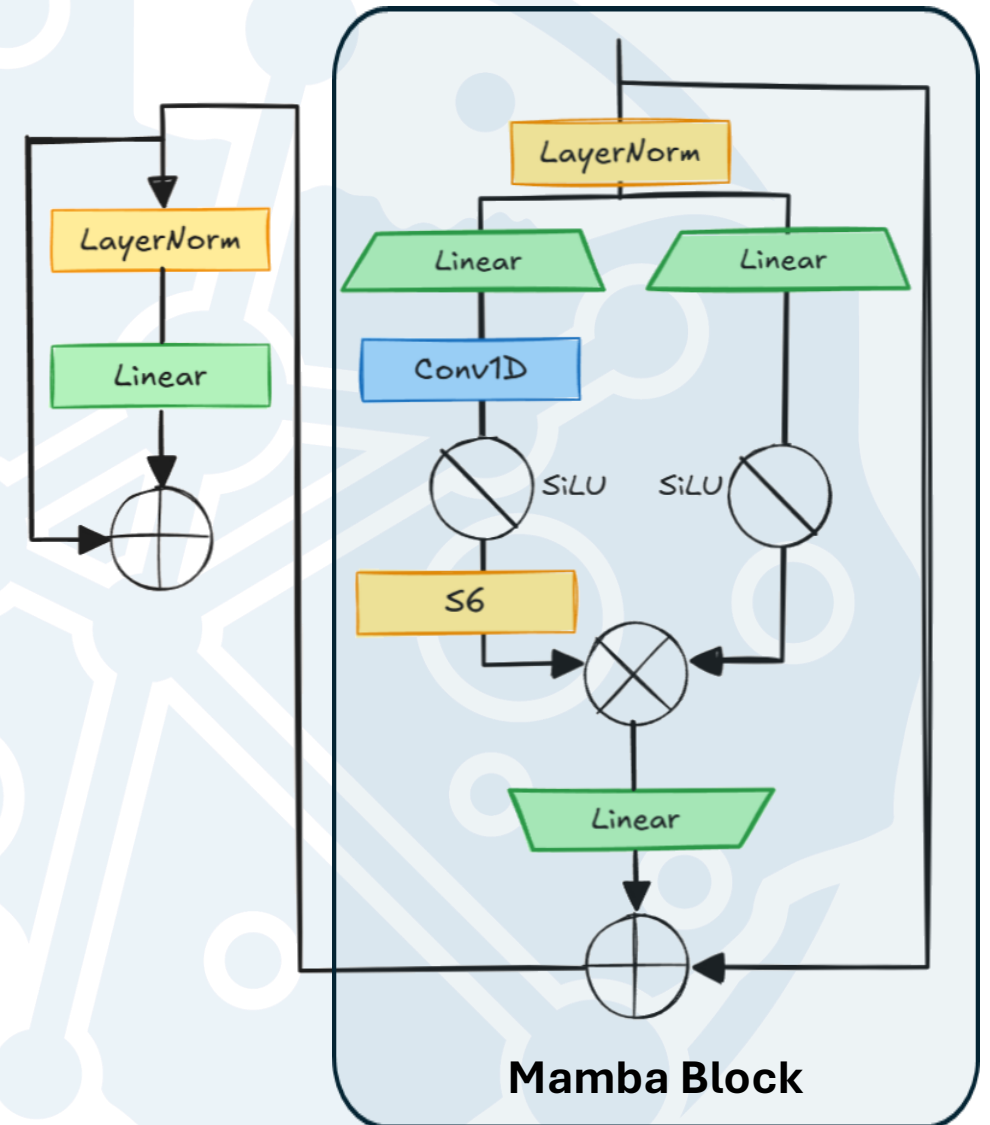 LayerNorm
Linear
LayerNorm
Linear
Linear
Conv1D
SiLU
SiLU
S6
Linear
Mamba Block